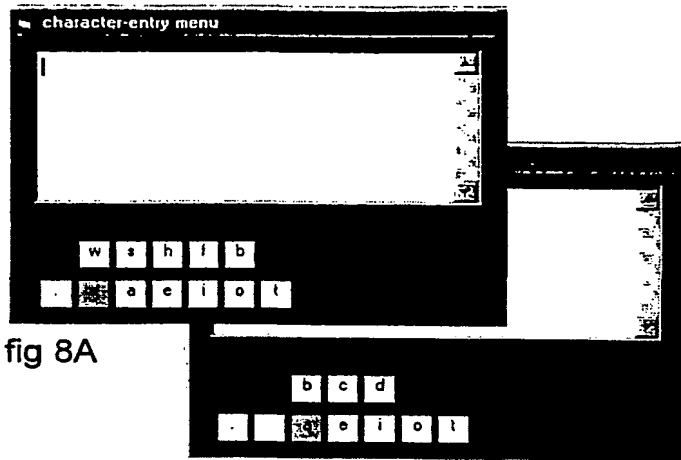 character-entry menu
w s h f b
. a e i o t
fig 8A
b c d
. a e i o t